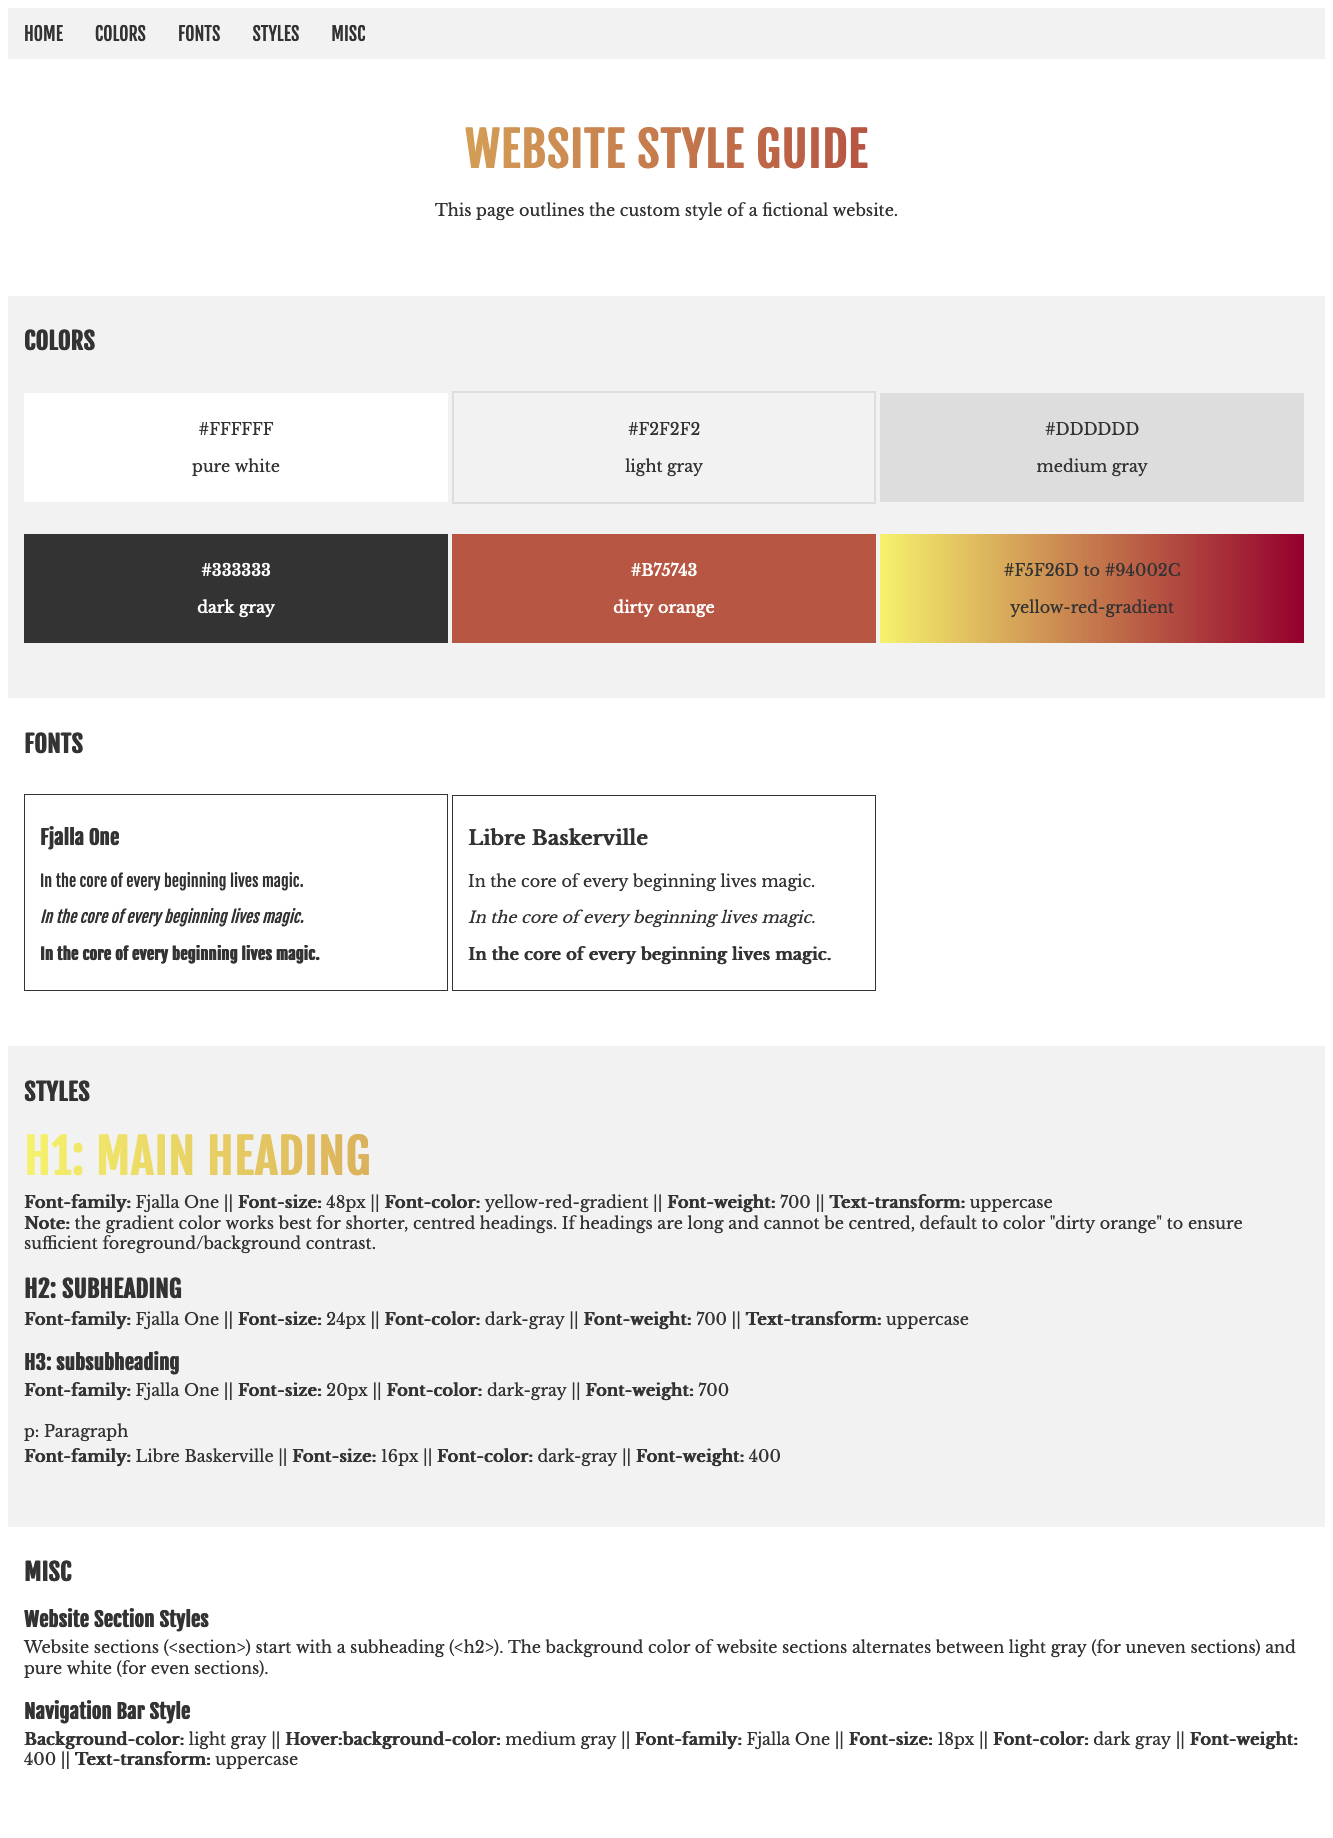 HOME COLORS FONTS STYLES MISC
WEBSITE STYLE GUIDE
This page outlines the custom style of a fictional website.
COLORS
#FFFFFF
pure white
#F2F2F2
light gray
#DDDDDD
medium gray
#333333
dark gray
#B75743
dirty orange
#F5F26D to #94002C
yellow-red-gradient
FONTS
Fjalla One
In the core of every beginning lives magic.
In the core of every beginning lives magic.
In the core of every beginning lives magic.
Libre Baskerville
In the core of every beginning lives magic.
In the core of every beginning lives magic.
In the core of every beginning lives magic.
STYLES
H1: MAIN HEADING
Font-family: Fjalla One || Font-size: 48px || Font-color: yellow-red-gradient || Font-weight: 700 || Text-transform: uppercase
Note: the gradient color works best for shorter, centred headings. If headings are long and cannot be centred, default to color "dirty orange" to ensure
sufficient foreground/background contrast.
H2: SUBHEADING
Font-family: Fjalla One || Font-size: 24px || Font-color: dark-gray || Font-weight: 700 || Text-transform: uppercase
H3: subsubheading
Font-family: Fjalla One || Font-size: 20px || Font-color: dark-gray || Font-weight: 700
p: Paragraph
Font-family: Libre Baskerville || Font-size: 16px || Font-color: dark-gray || Font-weight: 400
MISC
Website Section Styles
Website sections (<section>) start with a subheading (<h2>). The background color of website sections alternates between light gray (for uneven sections) and
pure white (for even sections).
Navigation Bar Style
Background-color: light gray || Hover:background-color: medium gray || Font-family: Fjalla One || Font-size: 18px || Font-color: dark gray || Font-weight:
400 || Text-transform: uppercase